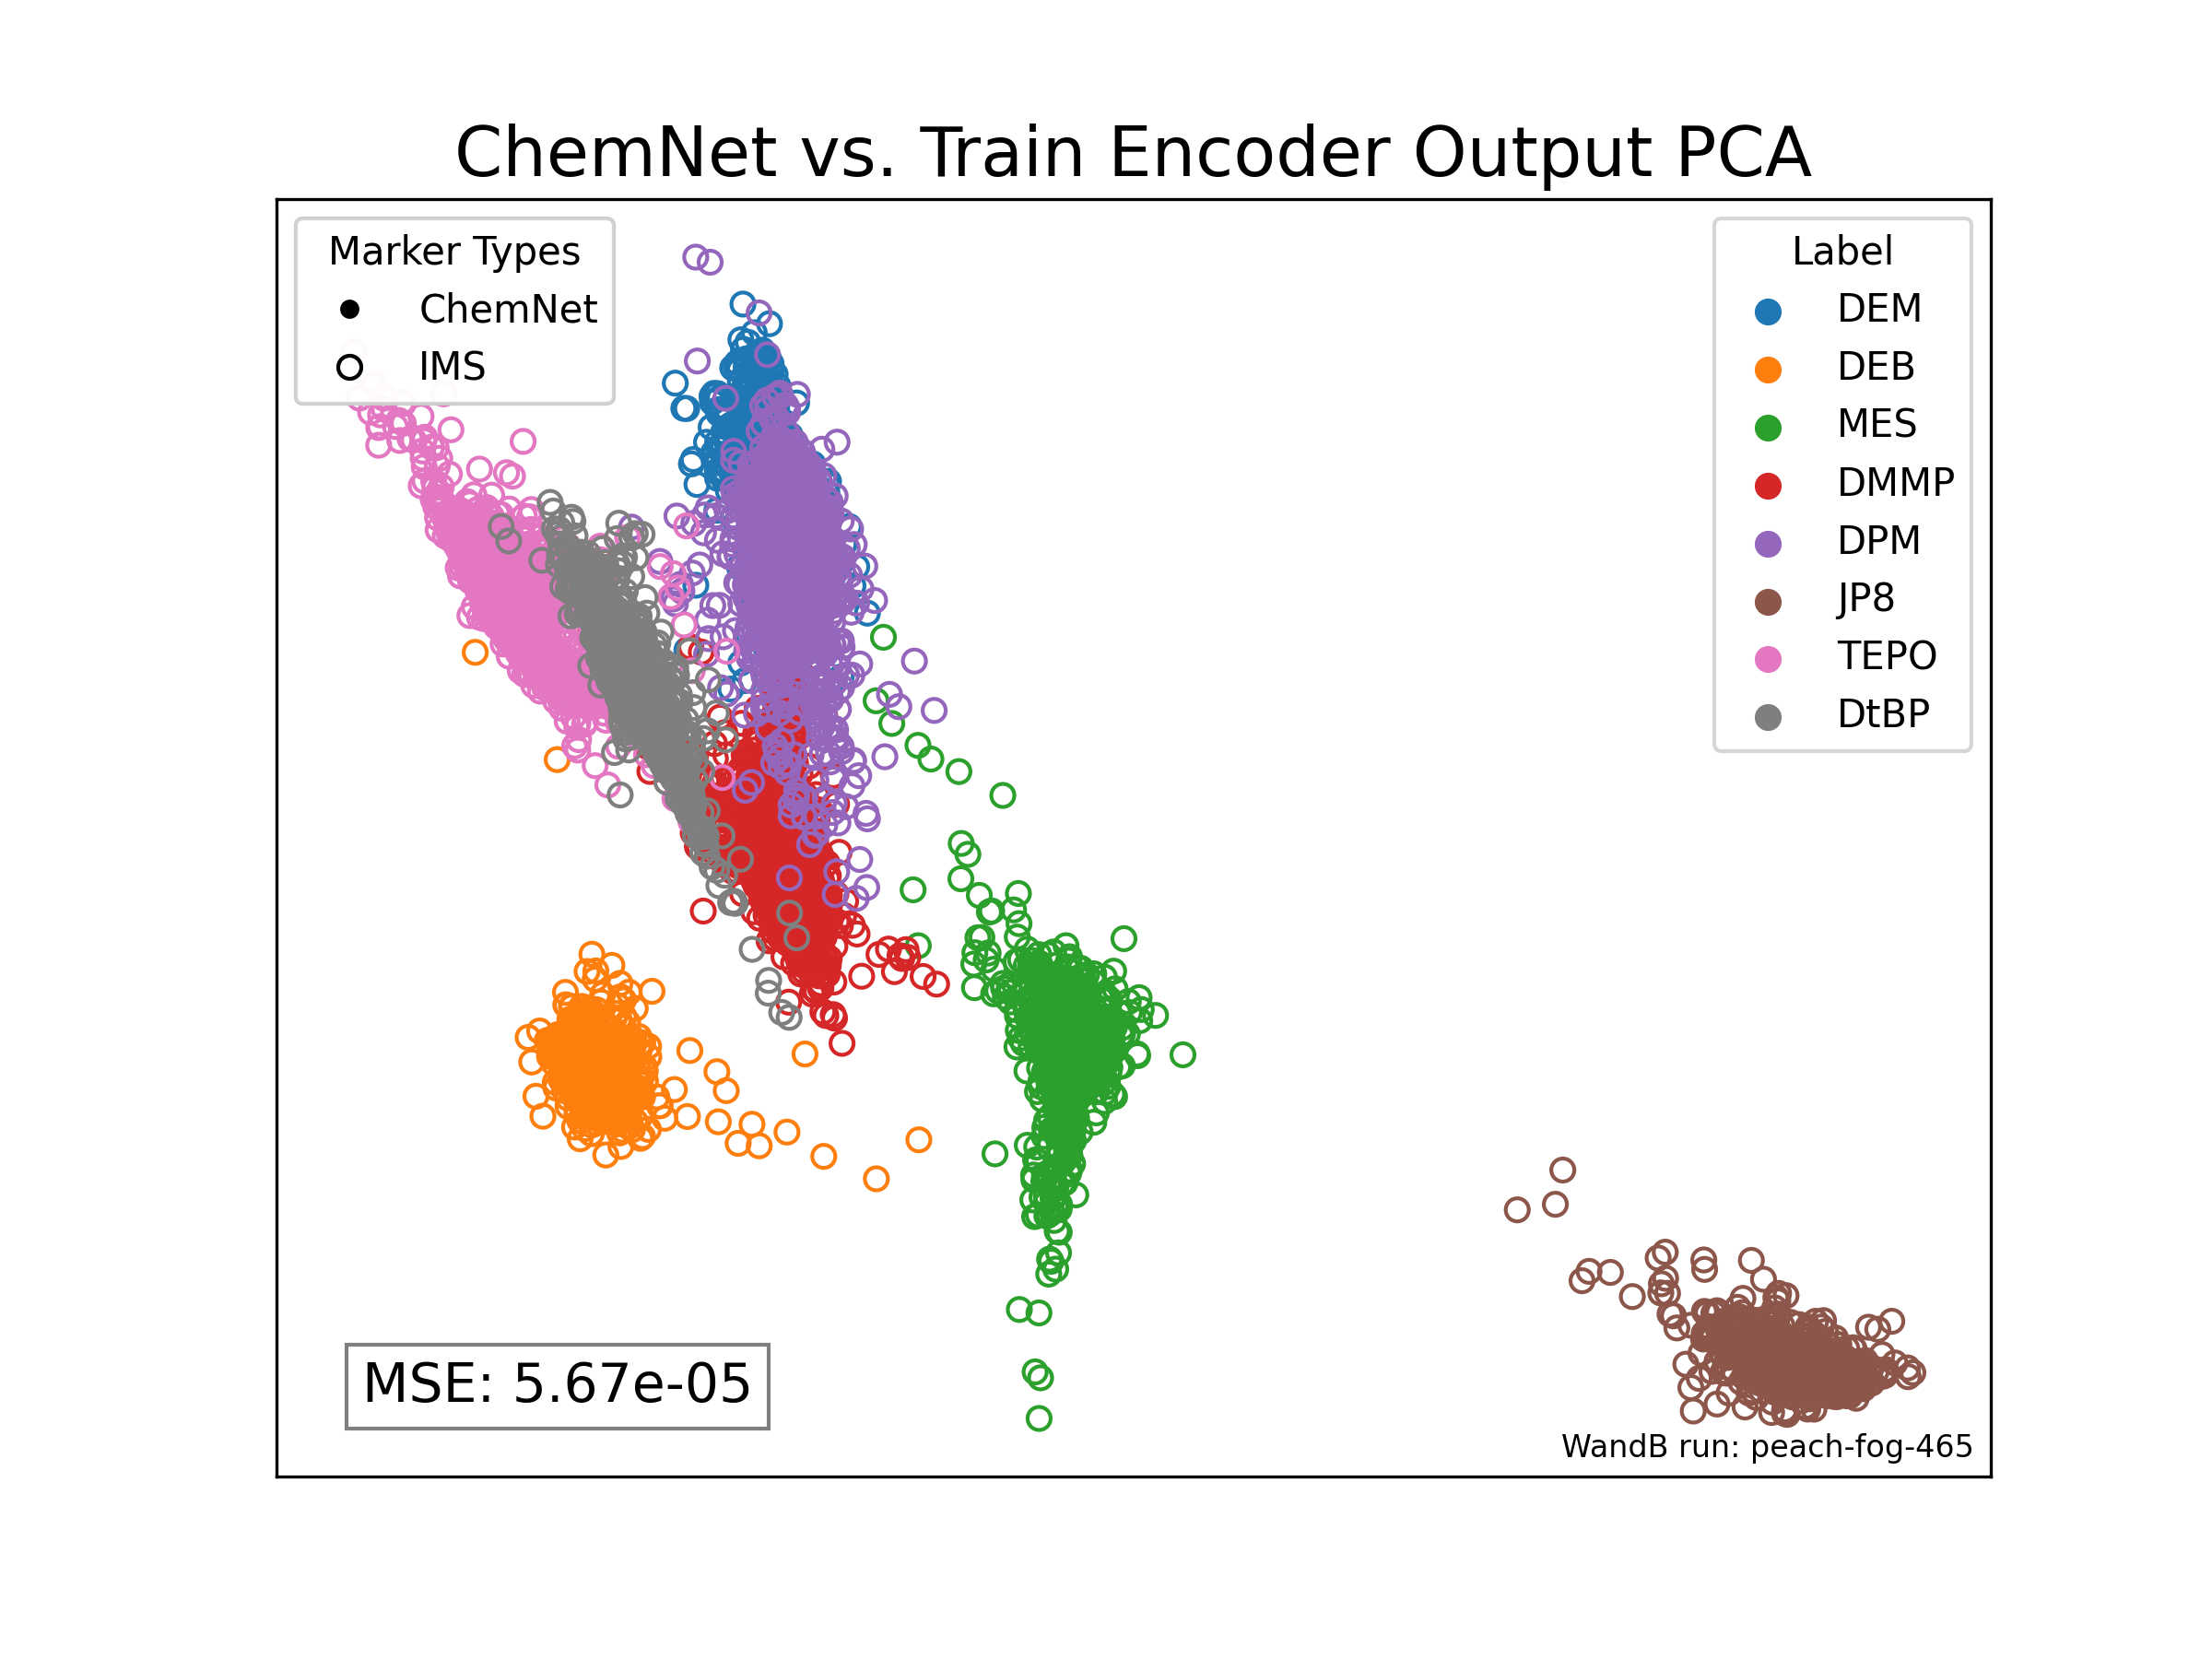 ChemNet vs. Train Encoder Output PCA
Marker Types
ChemNet
IMS
Label
DEM
DEB
MES
DMMP
DPM
JP8
TEPO
DtBP
MSE: 5.67e-05
WandB run: peach-fog-465